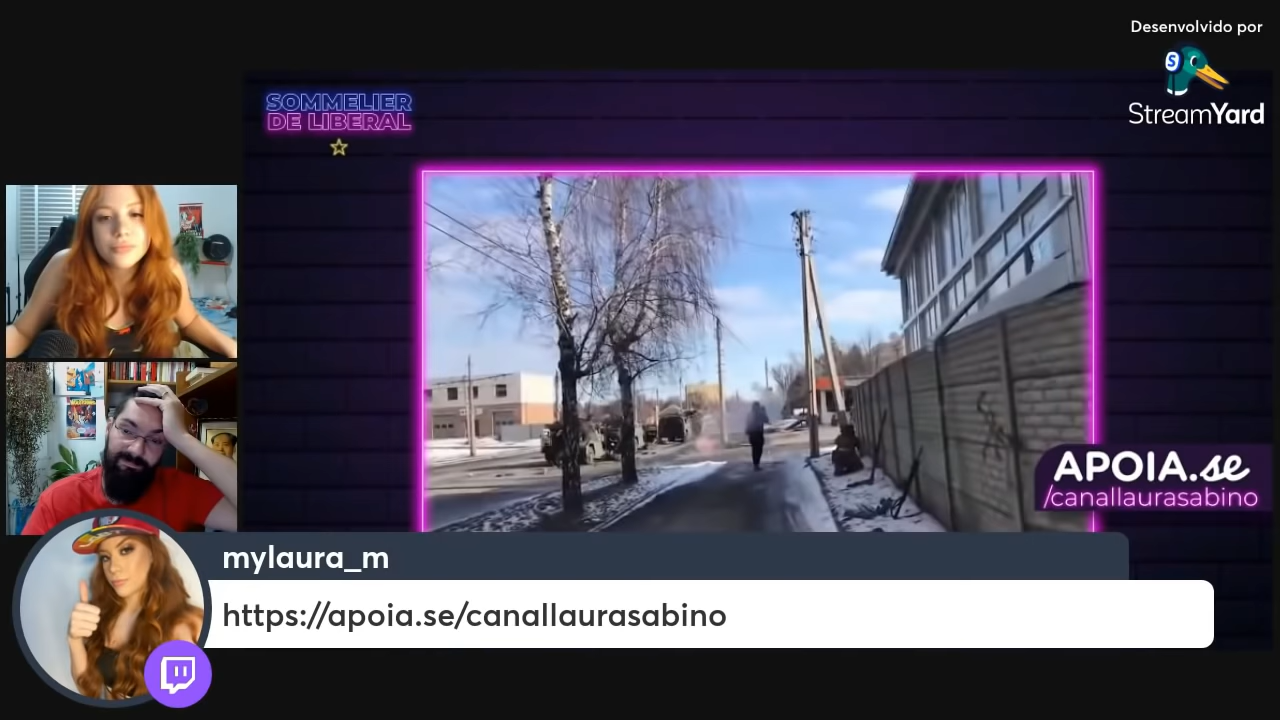 Desenvolvido por
StreamYard
SOMMELIER
DE LIBERAL
APOIA.se
/canallaurasabino
mylaura_m
https://apoia.se/canallaurasabino